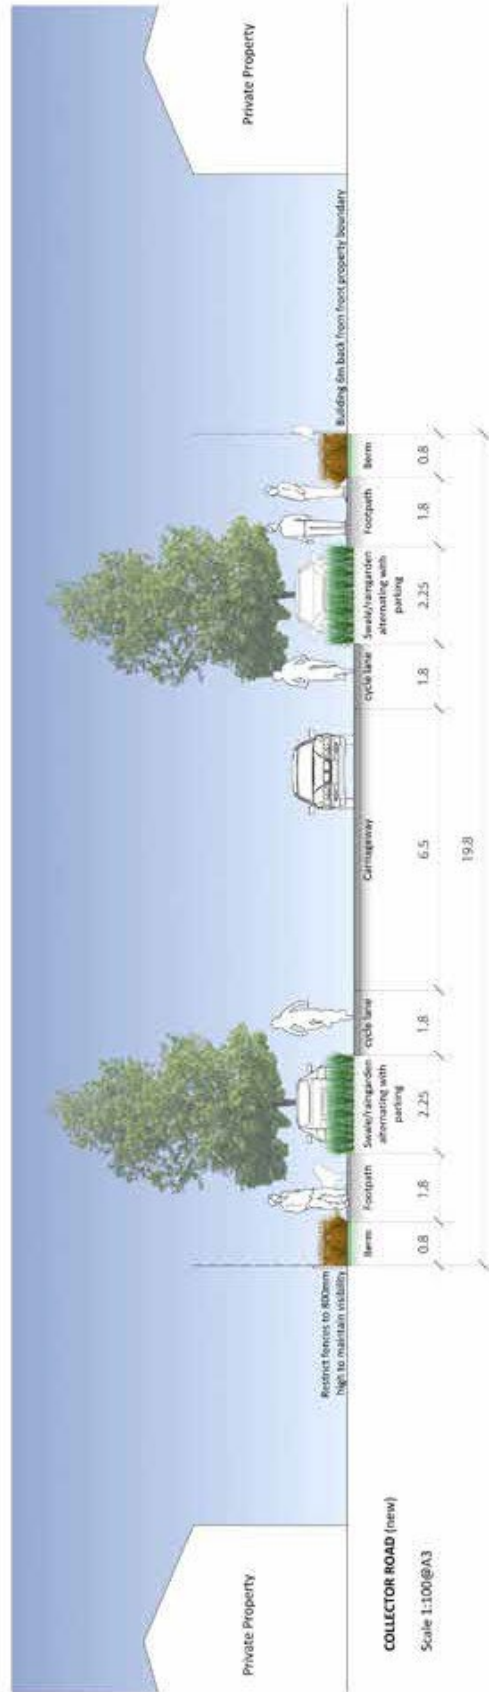 Private Property
Restrict fences to 800mm
high to maintain visibility
Building 6m back from front property boundary
Private Property
Berm
Footpath
Swale/raingarden
alternating with
parking
cycle lane
Carriageway
cycle lane
Swale/raingarden
alternating with
parking
Footpath
Berm
0.8
1.8
2.25
1.8
6.5
1.8
2.25
1.8
0.8
19.8
COLLECTOR ROAD (new)
Scale 1:100@A3